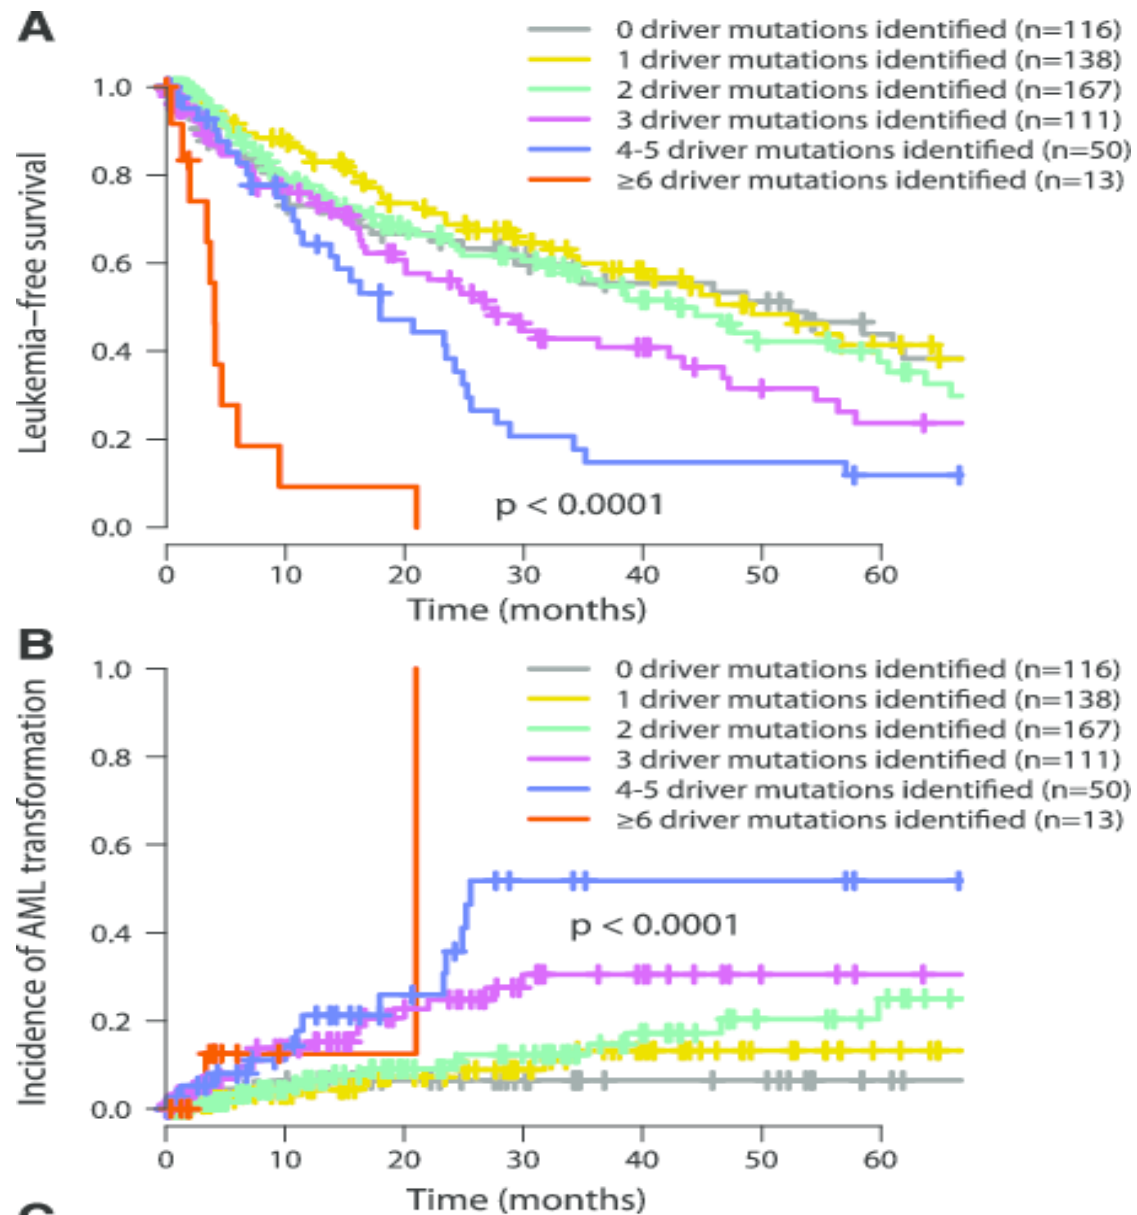 A
0 driver mutations identified (n=116)
1 driver mutations identified (n=138)
2 driver mutations identified (n=167)
3 driver mutations identified (n=111)
4-5 driver mutations identified (n=50)
≥6 driver mutations identified (n=13)
Leukemia-free survival
1.0
0.8
0.6
0.4
0.2
0.0
p < 0.0001
0 10 20 30 40 50 60
Time (months)
B
0 driver mutations identified (n=116)
1 driver mutations identified (n=138)
2 driver mutations identified (n=167)
3 driver mutations identified (n=111)
4-5 driver mutations identified (n=50)
≥6 driver mutations identified (n=13)
Incidence of AML transformation
1.0
0.8
0.6
0.4
0.2
0.0
p < 0.0001
0 10 20 30 40 50 60
Time (months)